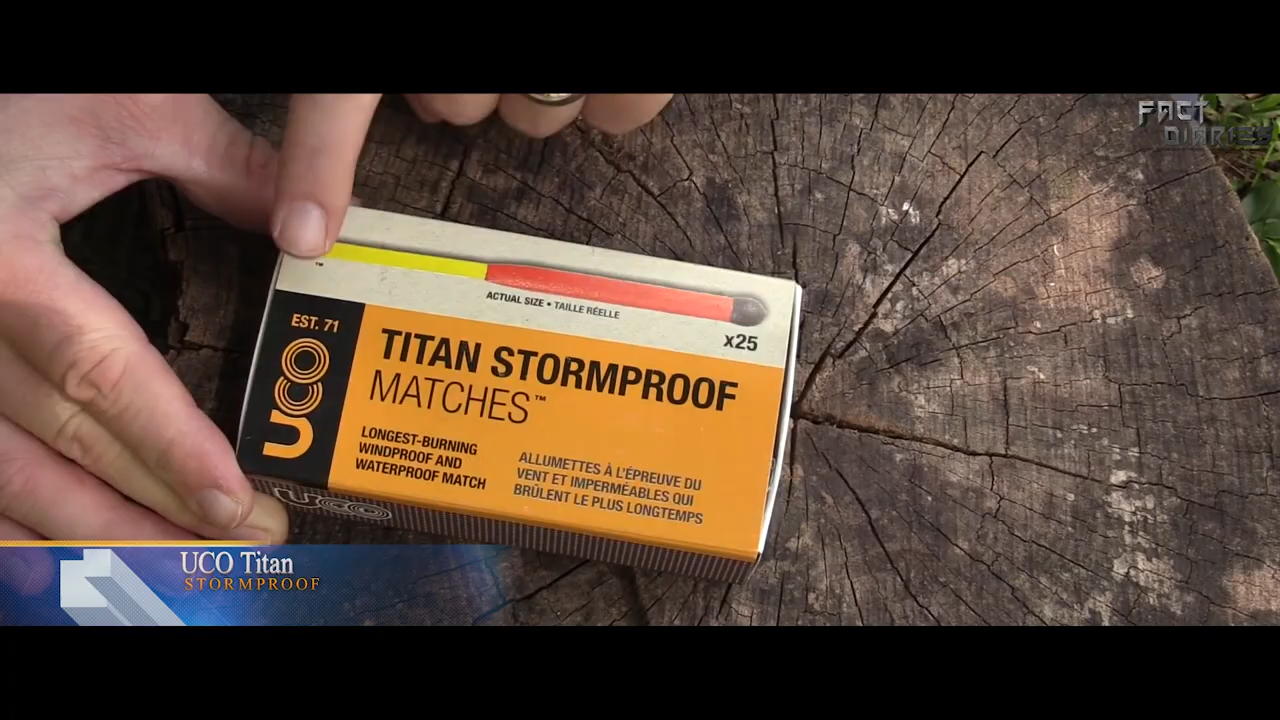 FACT
DIARIES
™
ACTUAL SIZE • TAILLE RÉELLE
x25
EST. 71
UCO
TITAN STORMPROOF
MATCHES™
LONGEST-BURNING
WINDPROOF AND
WATERPROOF MATCH
ALLUMETTES À L'ÉPREUVE DU
VENT ET IMPERMÉABLES QUI
BRÛLENT LE PLUS LONGTEMPS
UCO
UCO Titan
STORMPROOF